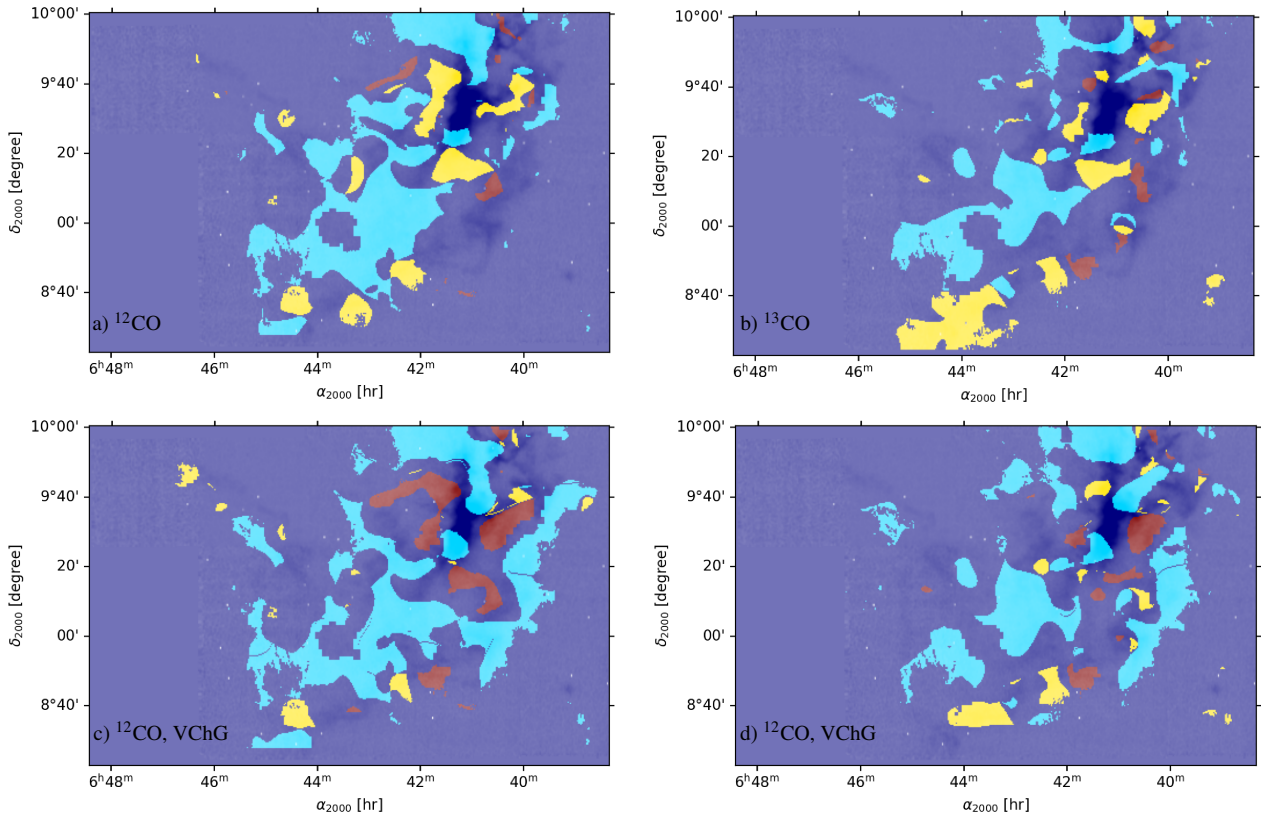 10°00'
9°40'
20'
00'
8°40'
δ2000 [degree]
a) ¹²CO
6ʰ48ᵐ
46ᵐ
44ᵐ
42ᵐ
40ᵐ
α2000 [hr]
10°00'
9°40'
20'
00'
8°40'
δ2000 [degree]
b) ¹³CO
6ʰ48ᵐ
46ᵐ
44ᵐ
42ᵐ
40ᵐ
α2000 [hr]
10°00'
9°40'
20'
00'
8°40'
δ2000 [degree]
c) ¹²CO, VChG
6ʰ48ᵐ
46ᵐ
44ᵐ
42ᵐ
40ᵐ
α2000 [hr]
10°00'
9°40'
20'
00'
8°40'
δ2000 [degree]
d) ¹²CO, VChG
6ʰ48ᵐ
46ᵐ
44ᵐ
42ᵐ
40ᵐ
α2000 [hr]